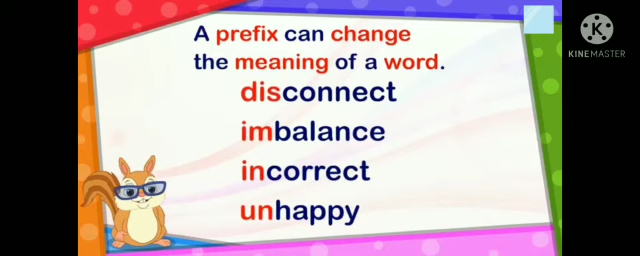 A prefix can change
the meaning of a word.
disconnect
imbalance
incorrect
unhappy
KINEMASTER